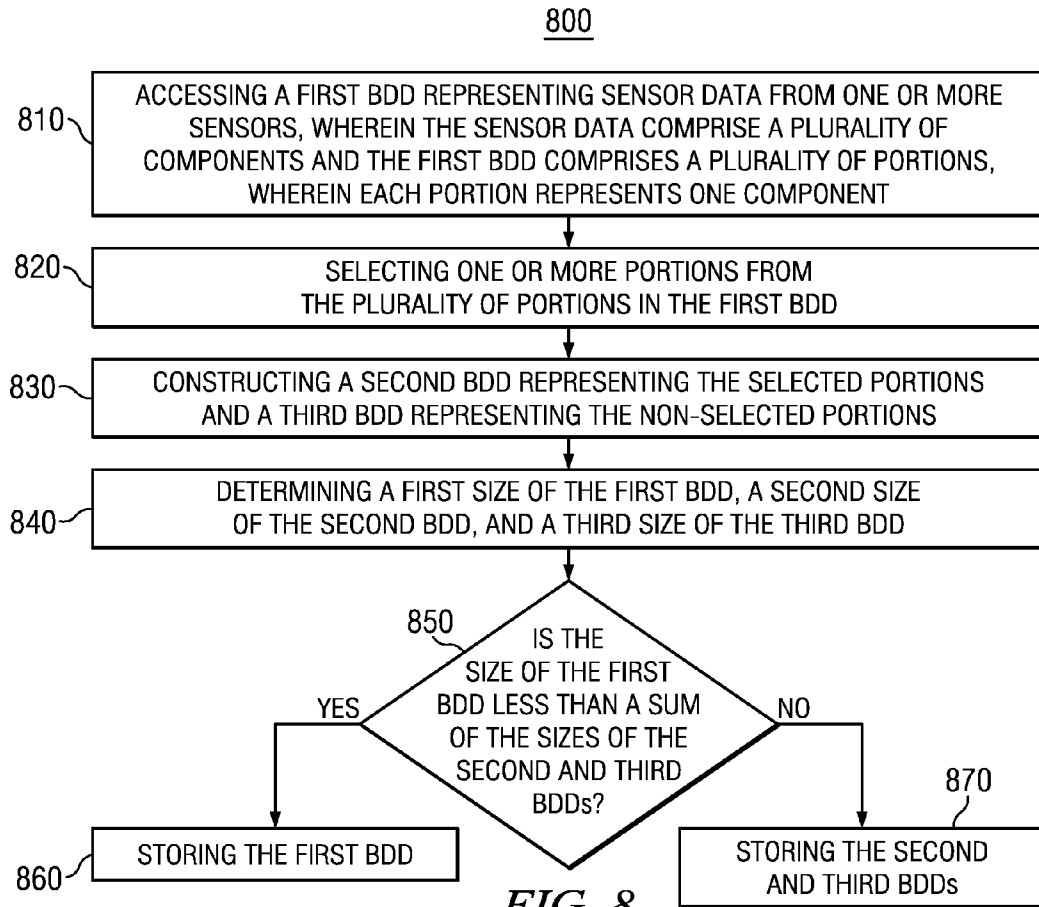 800
810
ACCESSING A FIRST BDD REPRESENTING SENSOR DATA FROM ONE OR MORE
SENSORS, WHEREIN THE SENSOR DATA COMPRISE A PLURALITY OF
COMPONENTS AND THE FIRST BDD COMPRISES A PLURALITY OF PORTIONS,
WHEREIN EACH PORTION REPRESENTS ONE COMPONENT
820
SELECTING ONE OR MORE PORTIONS FROM
THE PLURALITY OF PORTIONS IN THE FIRST BDD
830
CONSTRUCTING A SECOND BDD REPRESENTING THE SELECTED PORTIONS
AND A THIRD BDD REPRESENTING THE NON-SELECTED PORTIONS
840
DETERMINING A FIRST SIZE OF THE FIRST BDD, A SECOND SIZE
OF THE SECOND BDD, AND A THIRD SIZE OF THE THIRD BDD
850
IS THE
SIZE OF THE FIRST
BDD LESS THAN A SUM
OF THE SIZES OF THE
SECOND AND THIRD
BDDs?
YES
NO
860
STORING THE FIRST BDD
870
STORING THE SECOND
AND THIRD BDDs
FIG. 8